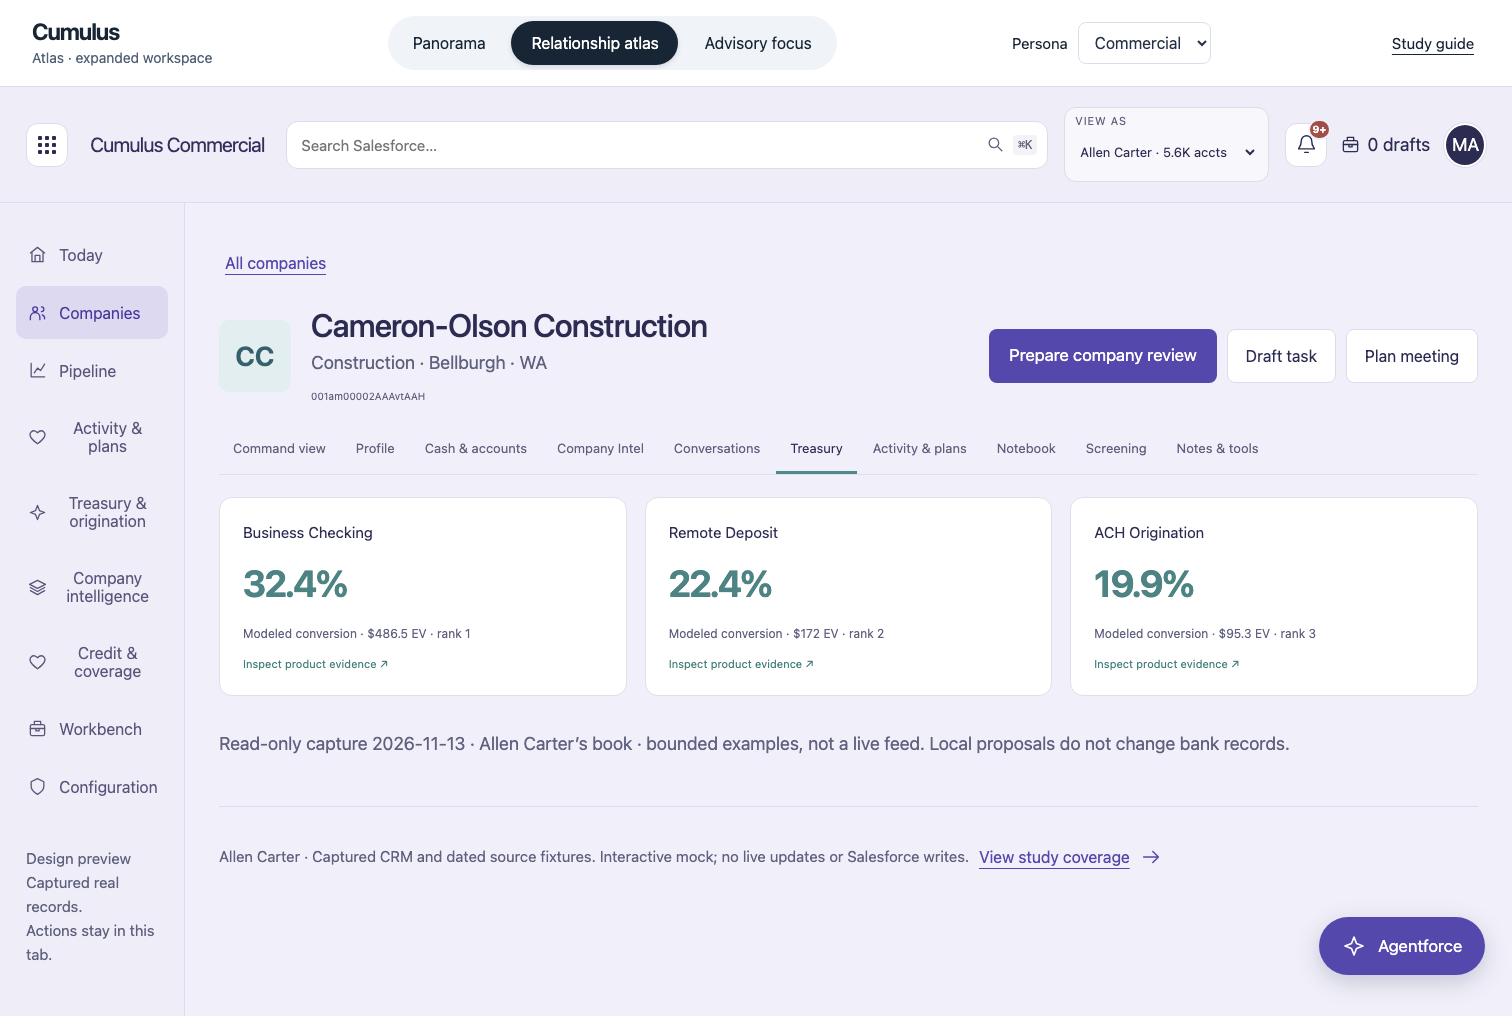 Cumulus
Atlas · expanded workspace
Panorama
Relationship atlas
Advisory focus
Persona
Commercial
Study guide
Cumulus Commercial
Search Salesforce...
⌘K
VIEW AS
Allen Carter · 5.6K accts
9+
0 drafts
MA
Today
Companies
Pipeline
Activity &
plans
Treasury &
origination
Company
intelligence
Credit &
coverage
Workbench
Configuration
Design preview
Captured real
records.
Actions stay in this
tab.
All companies
CC
Cameron-Olson Construction
Construction · Bellburgh · WA
001am00002AAAvtAAH
Prepare company review
Draft task
Plan meeting
Command view
Profile
Cash & accounts
Company Intel
Conversations
Treasury
Activity & plans
Notebook
Screening
Notes & tools
Business Checking
32.4%
Modeled conversion · $486.5 EV · rank 1
Inspect product evidence ↗
Remote Deposit
22.4%
Modeled conversion · $172 EV · rank 2
Inspect product evidence ↗
ACH Origination
19.9%
Modeled conversion · $95.3 EV · rank 3
Inspect product evidence ↗
Read-only capture 2026-11-13 · Allen Carter’s book · bounded examples, not a live feed. Local proposals do not change bank records.
Allen Carter · Captured CRM and dated source fixtures. Interactive mock; no live updates or Salesforce writes. View study coverage →
Agentforce